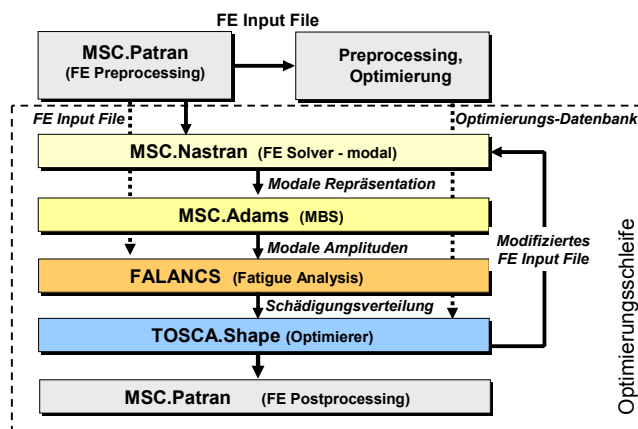 FE Input File
MSC.Patran
(FE Preprocessing)
Preprocessing,
Optimierung
FE Input File
Optimierungs-Datenbank
MSC.Nastran (FE Solver - modal)
Modale Repräsentation
MSC.Adams (MBS)
Modale Amplituden
Modifiziertes
FE Input File
FALANCS (Fatigue Analysis)
Schädigungsverteilung
TOSCA.Shape (Optimierer)
MSC.Patran (FE Postprocessing)
Optimierungsschleife